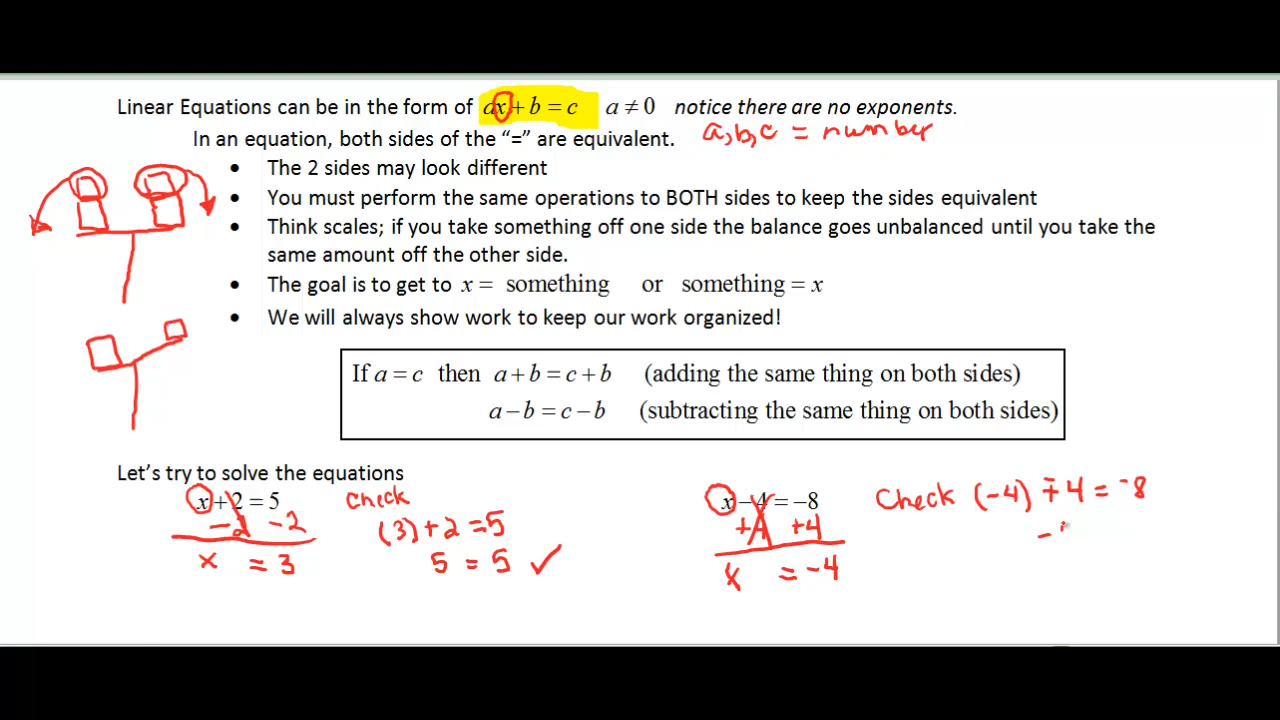 Linear Equations can be in the form of ax + b = c a ≠ 0 notice there are no exponents.
In an equation, both sides of the “=” are equivalent. a, b, c = number
• The 2 sides may look different
• You must perform the same operations to BOTH sides to keep the sides equivalent
• Think scales; if you take something off one side the balance goes unbalanced until you take the
same amount off the other side.
• The goal is to get to x = something or something = x
• We will always show work to keep our work organized!
If a = c then a + b = c + b (adding the same thing on both sides)
a − b = c − b (subtracting the same thing on both sides)
Let’s try to solve the equations
x + 2 = 5 check x − 4 = −8 Check (−4) − 4 = −8
−2 −2 (3) + 2 = 5 +4 +4 −
x = 3 5 = 5 ✓ x = −4